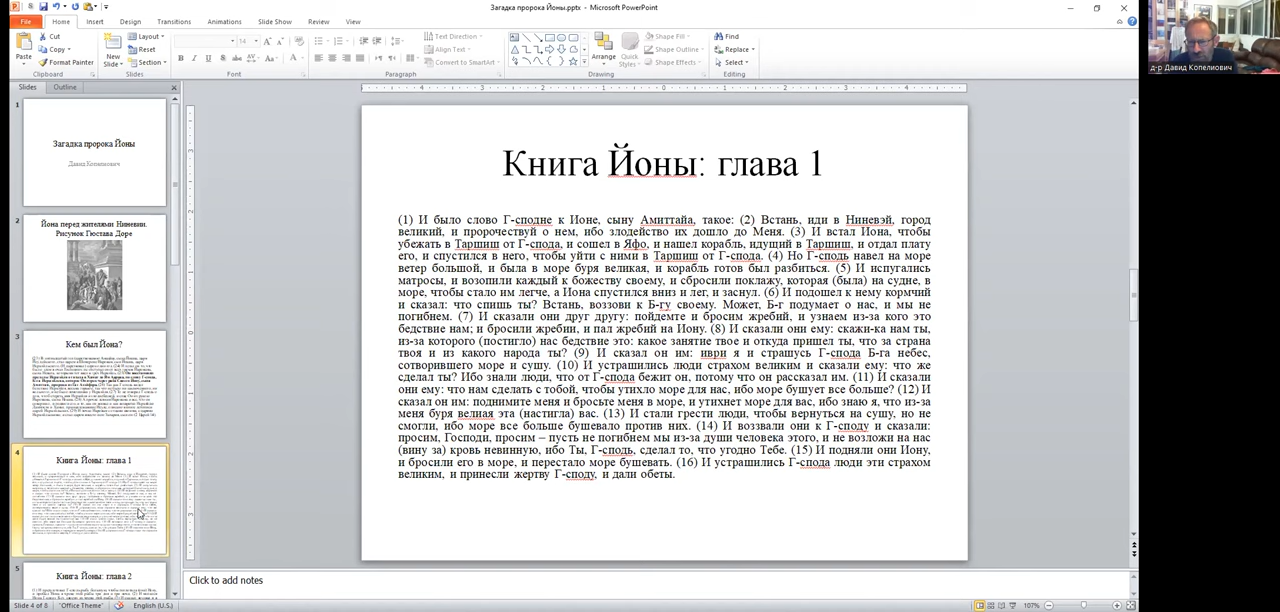 Загадка пророка Йоны.pptx - Microsoft PowerPoint
File Home Insert Design Transitions Animations Slide Show Review View
Cut
Copy
Format Painter
Paste
Clipboard
New Slide
Layout
Reset
Section
Slides
14
Font
Text Direction
Align Text
Convert to SmartArt
Paragraph
Arrange
Quick Styles
Shape Fill
Shape Outline
Shape Effects
Drawing
Find
Replace
Select
Editing
д-р Давид Копелиович
Slides Outline
1
Загадка пророка Йоны
Давид Копелиович
2
Йона перед жителями Ниневии.
Рисунок Гюстава Доре
3
Кем был Йона?
4
Книга Йоны: глава 1
5
Книга Йоны: глава 2
Книга Йоны: глава 1
(1) И было слово Г-сподне к Ионе, сыну Амиттайа, такое: (2) Встань, иди в Ниневэй, город
великий, и пророчествуй о нем, ибо злодейство их дошло до Меня. (3) И встал Иона, чтобы
убежать в Таршиш от Г-спода, и сошел в Яфо, и нашел корабль, идущий в Таршиш, и отдал плату
его, и спустился в него, чтобы уйти с ними в Таршиш от Г-спода. (4) Но Г-сподь навел на море
ветер большой, и была в море буря великая, и корабль готов был разбиться. (5) И испугались
матросы, и возопили каждый к божеству своему, и сбросили поклажу, которая (была) на судне, в
море, чтобы стало им легче, а Иона спустился вниз и лег, и заснул. (6) И подошел к нему кормчий
и сказал: что спишь ты? Встань, воззови к Б-гу своему. Может, Б-г подумает о нас, и мы не
погибнем. (7) И сказали они друг другу: пойдемте и бросим жребий, и узнаем из-за кого это
бедствие нам; и бросили жребии, и пал жребий на Иону. (8) И сказали они ему: скажи-ка нам ты,
из-за которого (постигло) нас бедствие это: какое занятие твое и откуда пришел ты, что за страна
твоя и из какого народа ты? (9) И сказал он им: иври я и страшусь Г-спода Б-га небес,
сотворившего море и сушу. (10) И устрашились люди страхом великим и сказали ему: что же
сделал ты? Ибо знали люди, что от Г-спода бежит он, потому что он рассказал им. (11) И сказали
они ему: что нам сделать с тобой, чтобы утихло море для нас, ибо море бушует все больше? (12) И
сказал он им: поднимите меня и бросьте меня в море, и утихнет море для вас, ибо знаю я, что из-за
меня буря велиая эта (настигла) вас. (13) И стали грести люди, чтобы вернуться на сушу, но не
смогли, ибо море все больше бушевало против них. (14) И воззвали они к Г-споду и сказали:
просим, Господи, просим – пусть не погибнем мы из-за души человека этого, и не возложи на нас
(вину за) кровь невинную, ибо Ты, Г-сподь, сделал то, что угодно Тебе. (15) И подняли они Иону,
и бросили его в море, и перестало море бушевать. (16) И устрашились Г-спода люди эти страхом
великим, и принесли жертву Г-споду, и дали обеты.
Click to add notes
Slide 4 of 8 "Office Theme" English (U.S.) 107%